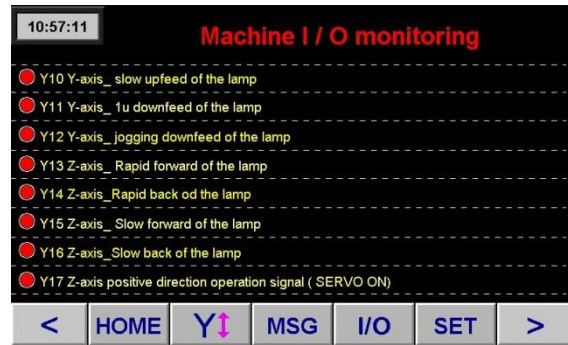 10:57:11
Machine I / O monitoring
Y10 Y-axis_ slow upfeed of the lamp
Y11 Y-axis_ 1u downfeed of the lamp
Y12 Y-axis_ jogging downfeed of the lamp
Y13 Z-axis_ Rapid forward of the lamp
Y14 Z-axis_Rapid back od the lamp
Y15 Z-axis_ Slow forward of the lamp
Y16 Z-axis_Slow back of the lamp
Y17 Z-axis positive direction operation signal ( SERVO ON)
< HOME Y MSG I/O SET >